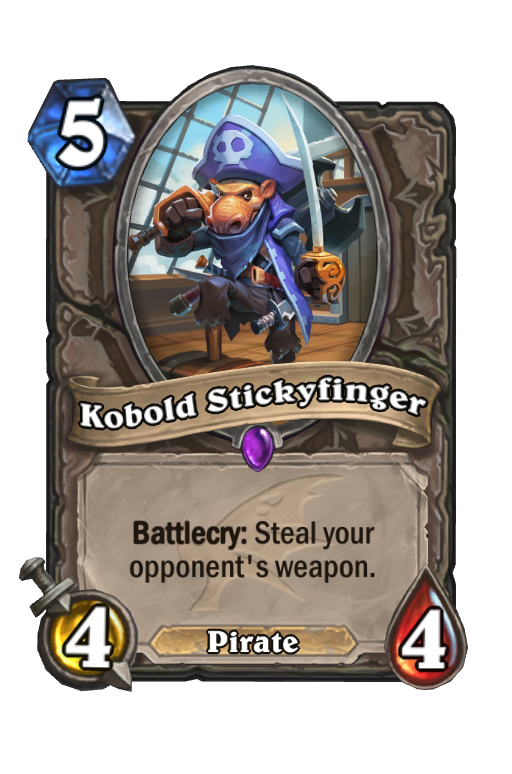 5
Kobold Stickyfinger
Battlecry: Steal your
opponent's weapon.
4
Pirate
4